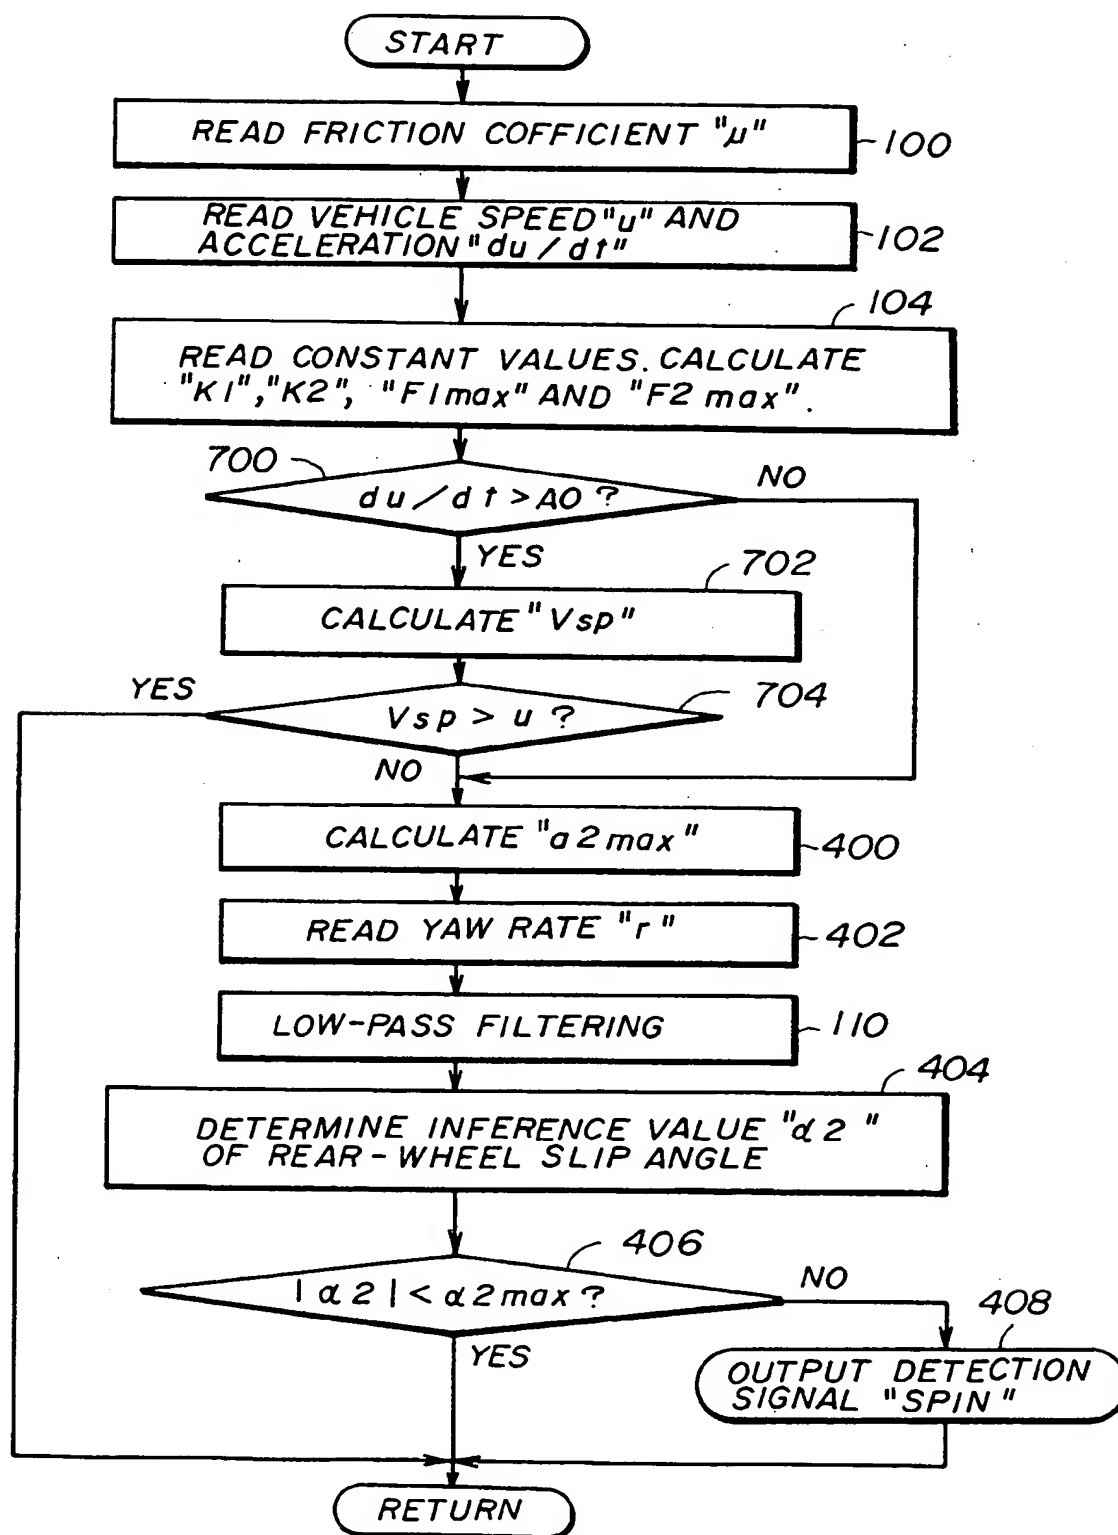 START
READ FRICTION COFFICIENT "μ"
100
READ VEHICLE SPEED "u" AND
ACCELERATION "du/dt"
102
104
READ CONSTANT VALUES. CALCULATE
"K1", "K2", "F1max" AND "F2max".
700
du/dt > A0 ?
NO
YES
702
CALCULATE "Vsp"
YES
704
Vsp > u ?
NO
CALCULATE "a2max"
400
READ YAW RATE "r"
402
LOW-PASS FILTERING
110
404
DETERMINE INFERENCE VALUE "α2"
OF REAR-WHEEL SLIP ANGLE
406
|α2| < α2max ?
NO
408
YES
OUTPUT DETECTION
SIGNAL "SPIN"
RETURN